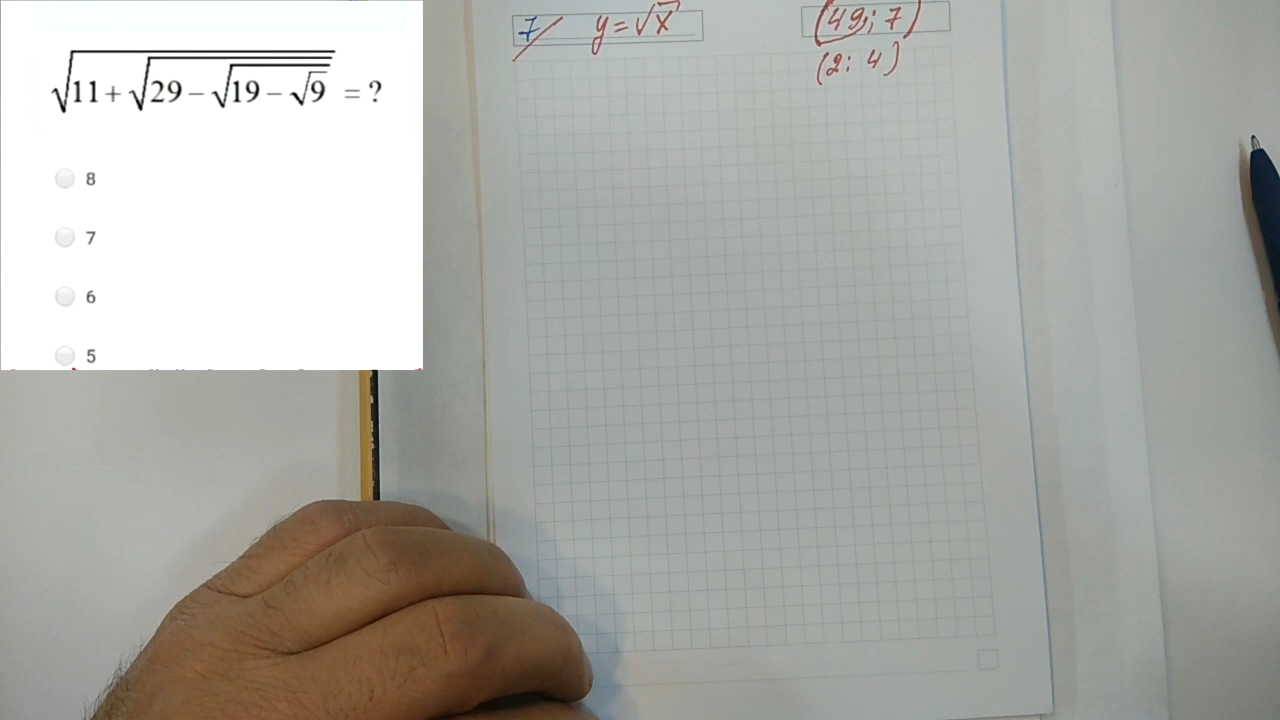 √11 + √29 − √19 − √9 = ?
8
7
6
5
7/ y = √x (49; 7)
(2; 4)